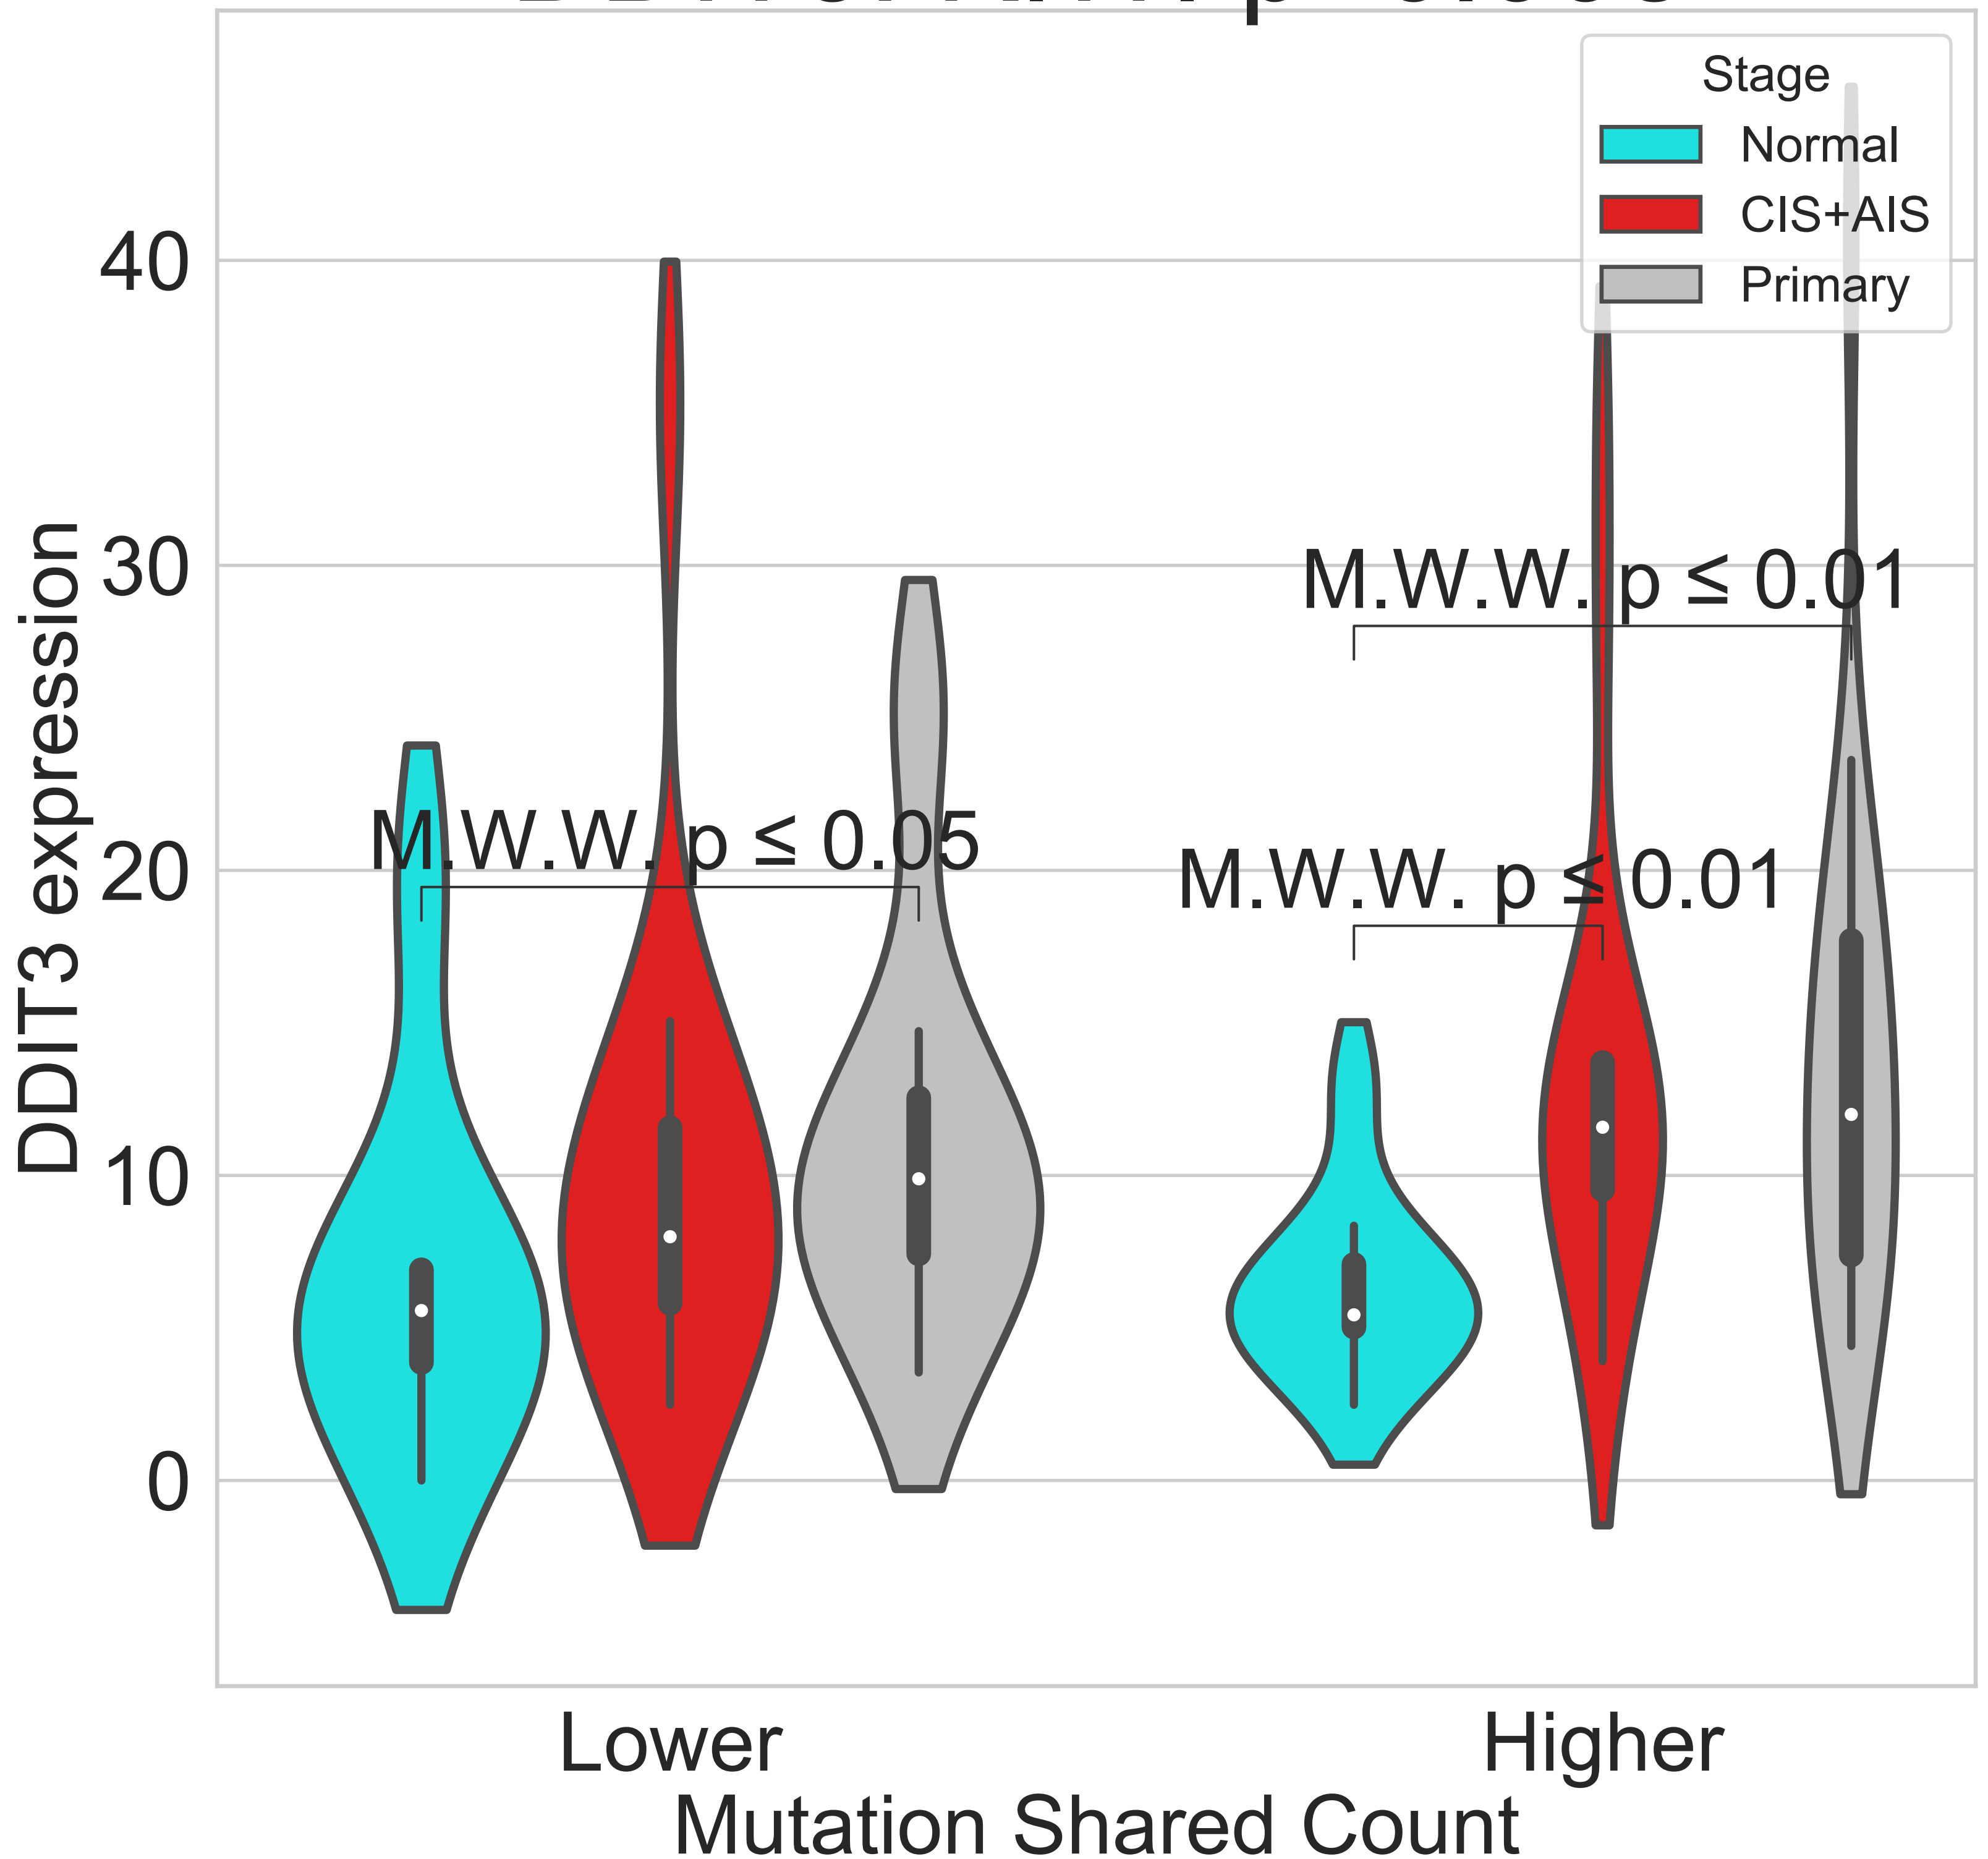 Stage
Normal
CIS+AIS
Primary
40
30
20
10
0
DDIT3 expression
M.W.W. p ≤ 0.01
M.W.W. p ≤ 0.05
M.W.W. p ≤ 0.01
Lower
Higher
Mutation Shared Count